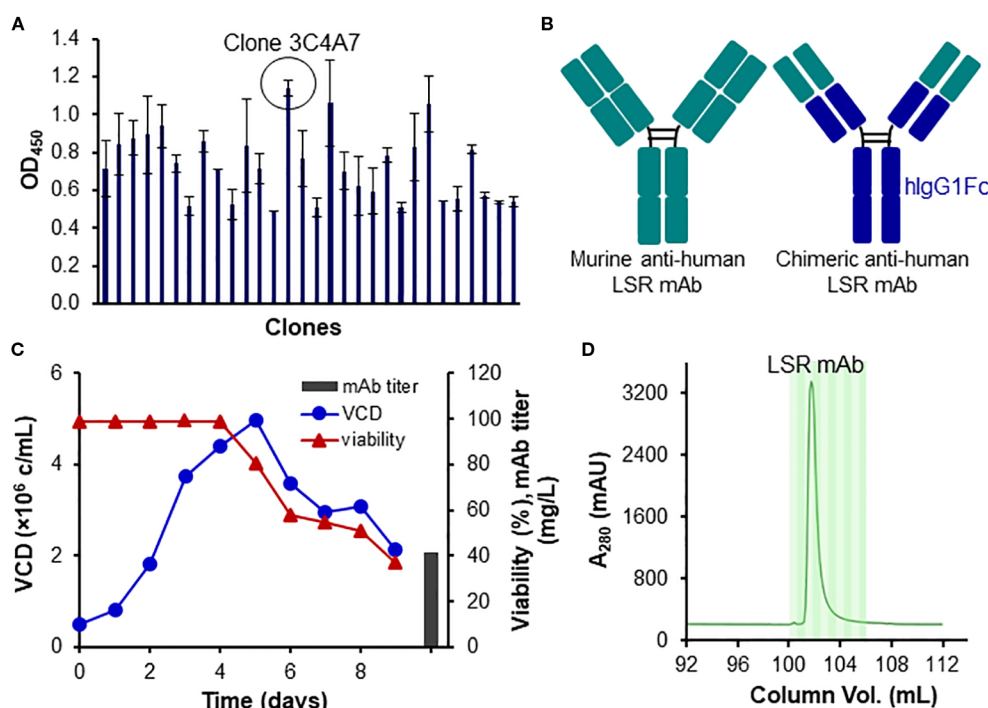 A
Clone 3C4A7
OD450
1.4
1.2
1.0
0.8
0.6
0.4
0.2
0.0
Clones
B
hIgG1Fc
Murine anti-human
LSR mAb
Chimeric anti-human
LSR mAb
C
VCD (×10⁶ c/mL)
6
4
2
0
mAb titer
VCD
viability
120
100
80
60
40
20
0
Viability (%), mAb titer
(mg/L)
0
2
4
6
8
10
Time (days)
D
LSR mAb
A280 (mAU)
3200
2400
1600
800
0
92
96
100
104
108
112
Column Vol. (mL)